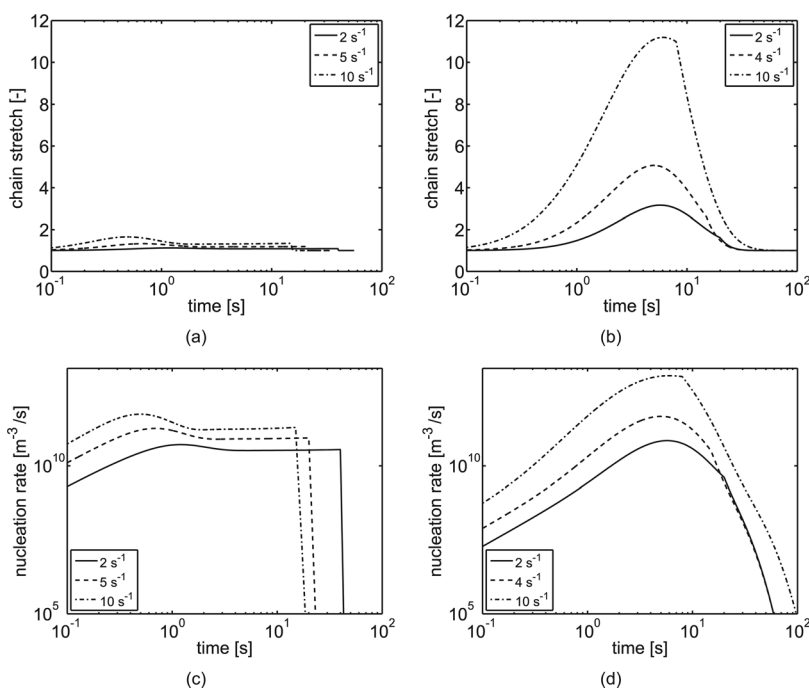 12
10
8
6
4
2
0
chain stretch [-]
2 s⁻¹
5 s⁻¹
10 s⁻¹
10⁻¹ 10⁰ 10¹ 10²
time [s]
(a)
12
10
8
6
4
2
0
chain stretch [-]
2 s⁻¹
4 s⁻¹
10 s⁻¹
10⁻¹ 10⁰ 10¹ 10²
time [s]
(b)
10¹⁰
10⁵
nucleation rate [m⁻³/s]
2 s⁻¹
5 s⁻¹
10 s⁻¹
10⁻¹ 10⁰ 10¹ 10²
time [s]
(c)
10¹⁰
10⁵
nucleation rate [m⁻³/s]
2 s⁻¹
4 s⁻¹
10 s⁻¹
10⁻¹ 10⁰ 10¹ 10²
time [s]
(d)